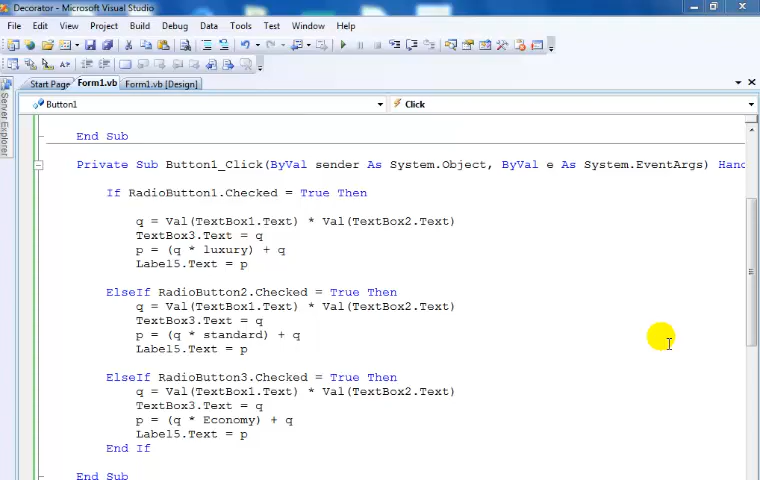 Decorator - Microsoft Visual Studio
File Edit View Project Build Debug Data Tools Test Window Help
Start Page Form1.vb Form1.vb [Design]
Server Explorer
Button1 Click
End Sub
Private Sub Button1_Click(ByVal sender As System.Object, ByVal e As System.EventArgs) Hand
If RadioButton1.Checked = True Then
q = Val(TextBox1.Text) * Val(TextBox2.Text)
TextBox3.Text = q
p = (q * luxury) + q
Label5.Text = p
ElseIf RadioButton2.Checked = True Then
q = Val(TextBox1.Text) * Val(TextBox2.Text)
TextBox3.Text = q
p = (q * standard) + q
Label5.Text = p
ElseIf RadioButton3.Checked = True Then
q = Val(TextBox1.Text) * Val(TextBox2.Text)
TextBox3.Text = q
p = (q * Economy) + q
Label5.Text = p
End If
End Sub